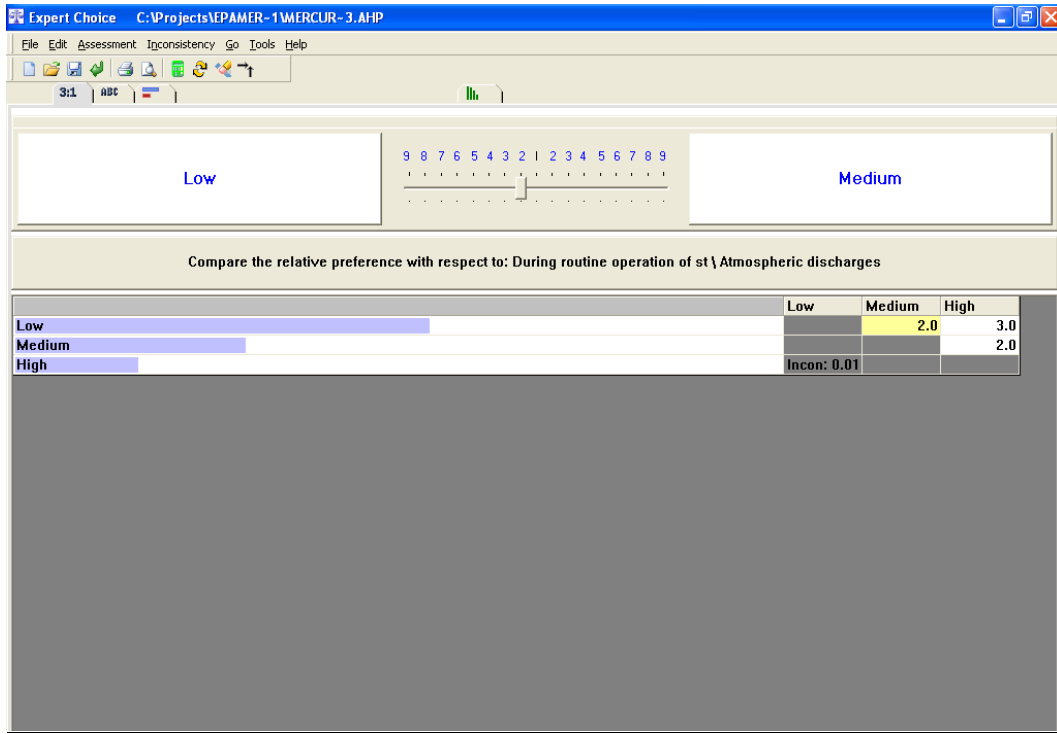 Expert Choice C:\Projects\EPAMER~1\MERCUR~3.AHP
File Edit Assessment Inconsistency Go Tools Help
3:1 ABC
9 8 7 6 5 4 3 2 1 2 3 4 5 6 7 8 9
Low Medium
Compare the relative preference with respect to: During routine operation of st \ Atmospheric discharges
Low Medium High
Low 2.0 3.0
Medium 2.0
High Incon: 0.01